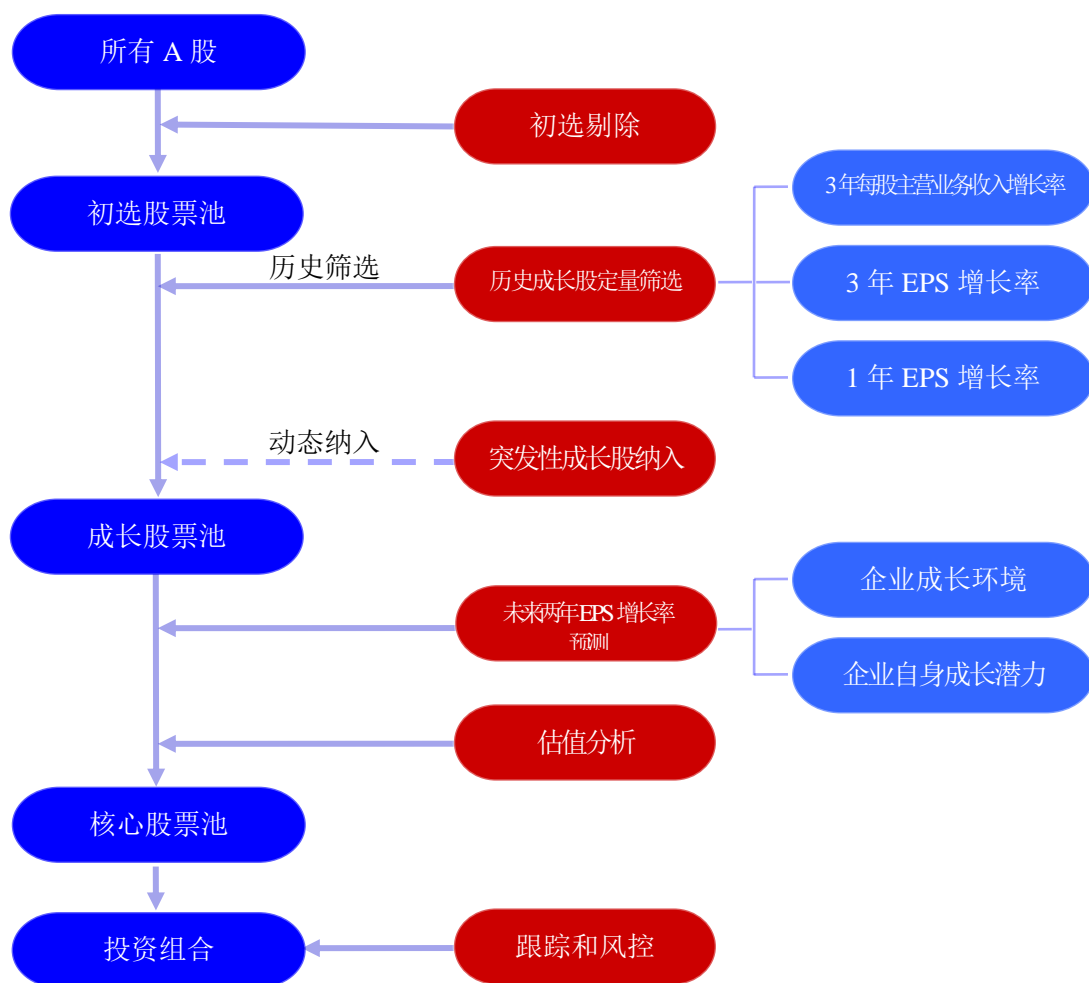 所有 A 股
初选剔除
3 年每股主营业务收入增长率
初选股票池
历史筛选
历史成长股定量筛选
3 年 EPS 增长率
1 年 EPS 增长率
动态纳入
突发性成长股纳入
成长股票池
企业成长环境
未来两年 EPS 增长率
预测
企业自身成长潜力
估值分析
核心股票池
投资组合
跟踪和风控